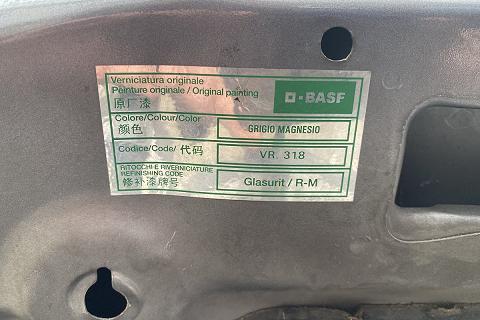 Verniciatura originale
Peinture originale / Original painting
原厂漆
BASF
Colore/Colour/Color
颜色
GRIGIO MAGNESIO
Codice/Code/ 代码
VR. 318
RITOCCHI E RIVERNICIATURE
REFINISHING CODE
修补漆牌号
Glasurit / R-M